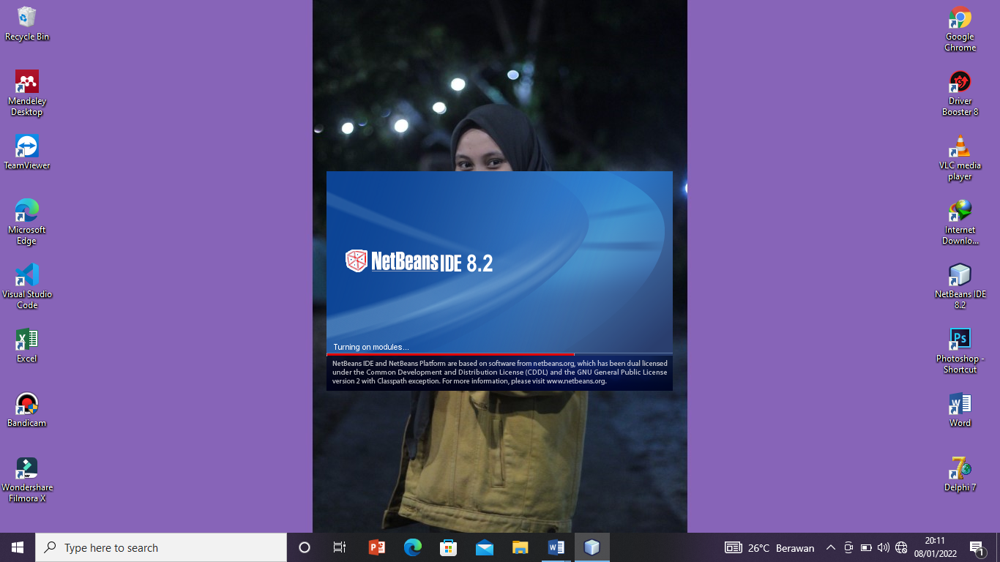 Recycle Bin
Mendeley
Desktop
TeamViewer
Microsoft
Edge
Visual Studio
Code
Excel
Bandicam
Wondershare
Filmora X
NetBeans IDE 8.2
Turning on modules...
NetBeans IDE and NetBeans Platform are based on software from netbeans.org, which has been dual licensed
under the Common Development and Distribution License (CDDL) and the GNU General Public License
version 2 with Classpath exception. For more information, please visit www.netbeans.org.
Google
Chrome
Driver
Booster 8
VLC media
player
Internet
Downlo...
NetBeans IDE
8.2
Ps
Photoshop -
Shortcut
Word
7
Delphi 7
Type here to search
26°C Berawan
20:11
08/01/2022
1